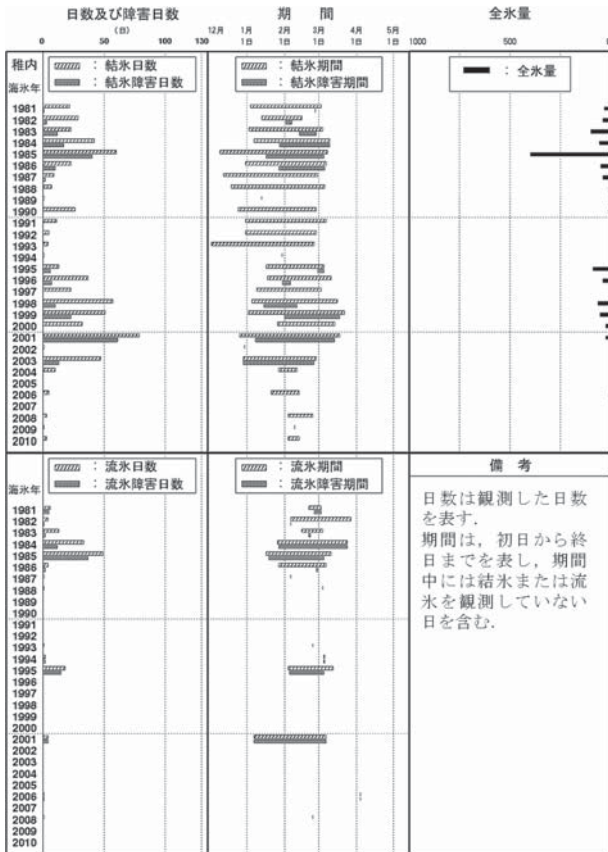 日数及び障害日数
期間
全氷量
(日)
0 50 100 130
12月 1月 2月 3月 4月 5月
1日 1日 1日 1日 1日 1日
1000 500 0
稚内
海氷年
：結氷日数
：結氷障害日数
：結氷期間
：結氷障害期間
：全氷量
1981
1982
1983
1984
1985
1986
1987
1988
1989
1990
1991
1992
1993
1994
1995
1996
1997
1998
1999
2000
2001
2002
2003
2004
2005
2006
2007
2008
2009
2010
海氷年
：流氷日数
：流氷障害日数
：流氷期間
：流氷障害期間
備考
日数は観測した日数
を表す．
期間は，初日から終
日までを表し，期間
中には結氷または流
氷を観測していない
日を含む．
1981
1982
1983
1984
1985
1986
1987
1988
1989
1990
1991
1992
1993
1994
1995
1996
1997
1998
1999
2000
2001
2002
2003
2004
2005
2006
2007
2008
2009
2010